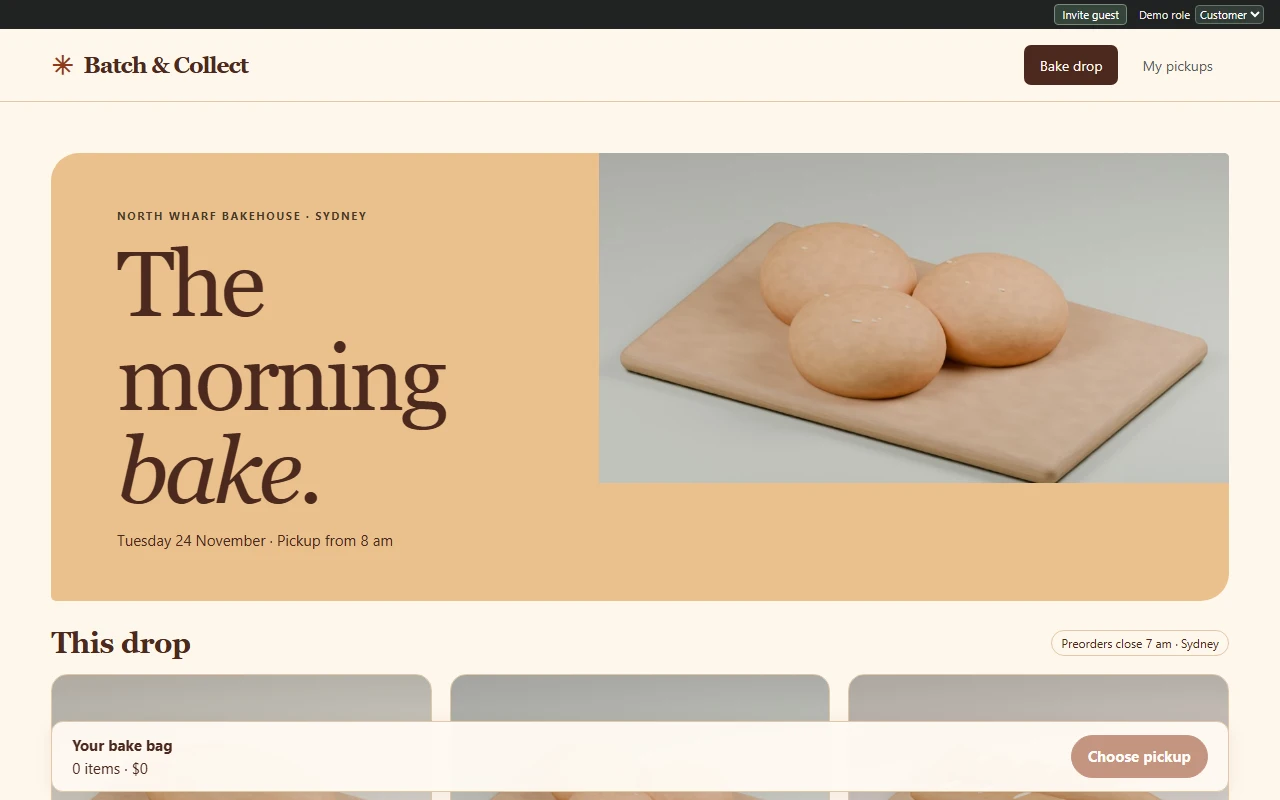 Invite guest
Demo role
Customer
Batch & Collect
Bake drop
My pickups
NORTH WHARF BAKEHOUSE · SYDNEY
The
morning
bake.
Tuesday 24 November · Pickup from 8 am
This drop
Preorders close 7 am · Sydney
Your bake bag
0 items · $0
Choose pickup